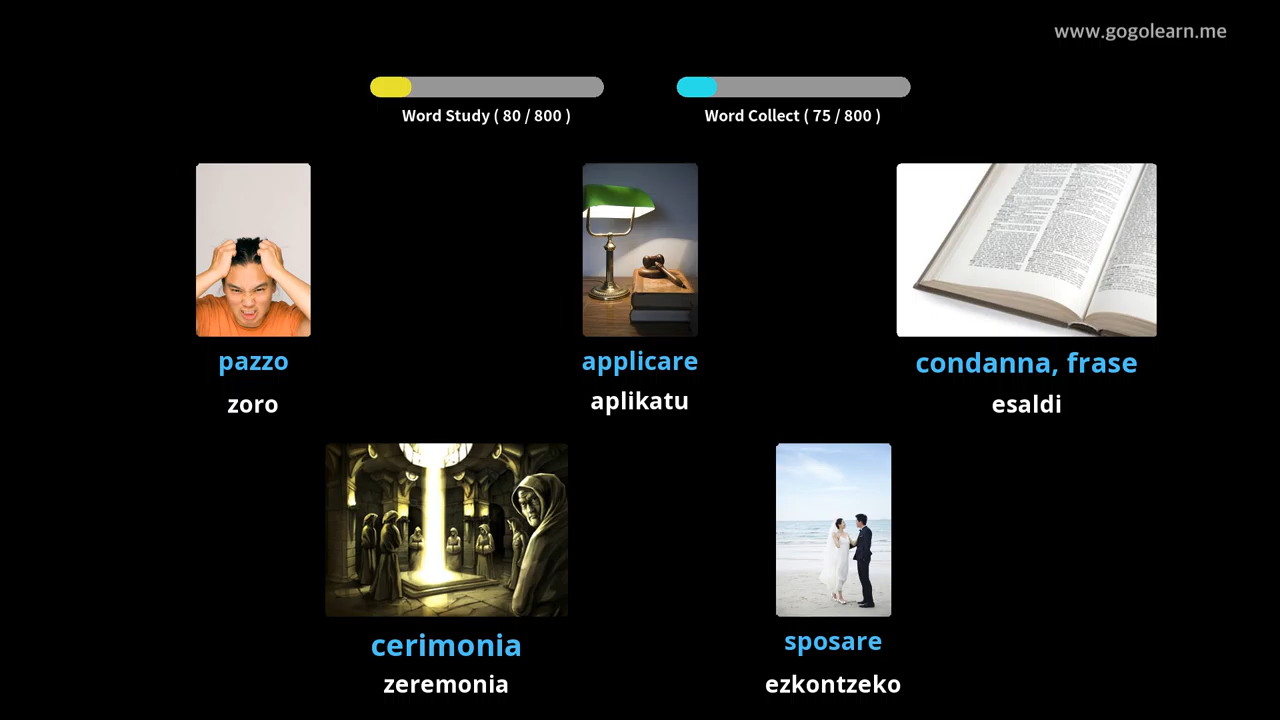 www.gogolearn.me
Word Study ( 80 / 800 )
Word Collect ( 75 / 800 )
pazzo
zoro
applicare
aplikatu
condanna, frase
esaldi
cerimonia
zeremonia
sposare
ezkontzeko